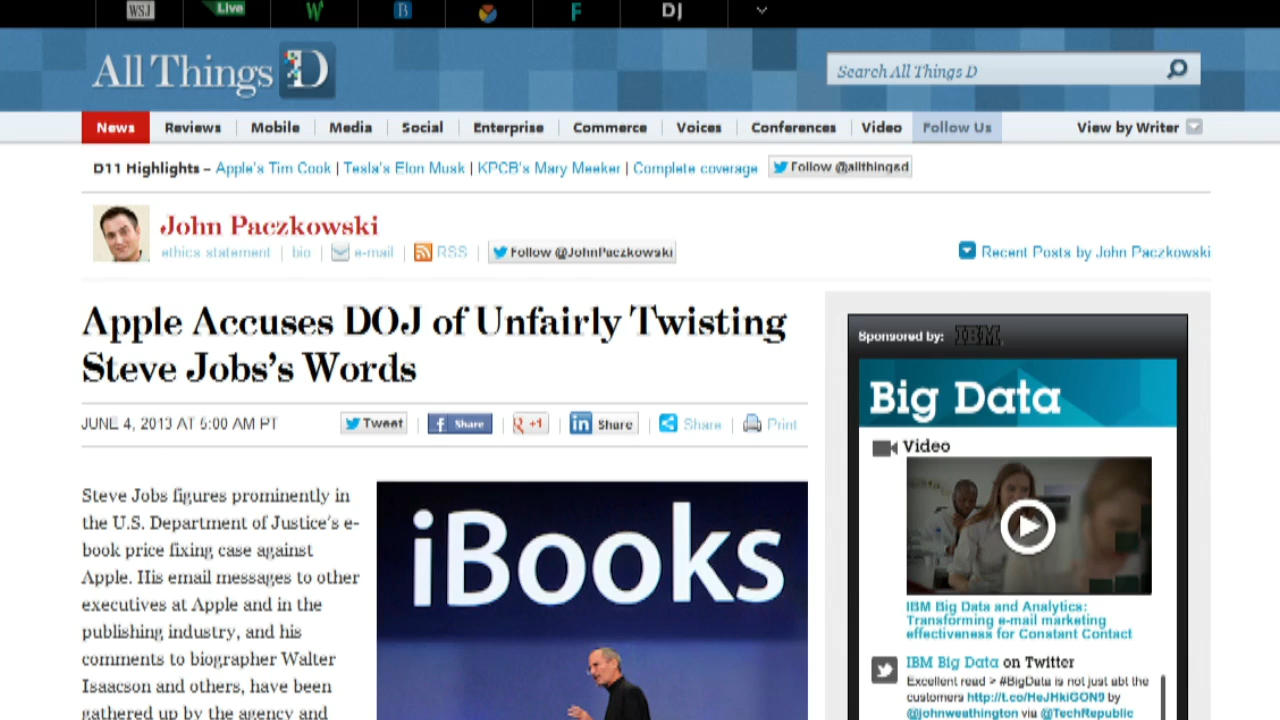 WSJ Live W B F DJ
All Things D
Search All Things D
News Reviews Mobile Media Social Enterprise Commerce Voices Conferences Video Follow Us View by Writer
D11 Highlights – Apple's Tim Cook | Tesla's Elon Musk | KPCB's Mary Meeker | Complete coverage Follow @allthingsd
John Paczkowski
ethics statement | bio | e-mail | RSS | Follow @JohnPaczkowski
Recent Posts by John Paczkowski
Apple Accuses DOJ of Unfairly Twisting
Steve Jobs's Words
JUNE 4, 2013 AT 5:00 AM PT
Tweet | f Share | +1 | in Share | Share | Print
Steve Jobs figures prominently in
the U.S. Department of Justice's e-
book price fixing case against
Apple. His email messages to other
executives at Apple and in the
publishing industry, and his
comments to biographer Walter
Isaacson and others, have been
gathered up by the agency and
iBooks
Sponsored by: IBM
Big Data
Video
IBM Big Data and Analytics:
Transforming e-mail marketing
effectiveness for Constant Contact
IBM Big Data on Twitter
Excellent read > #BigData is not just abt the
customers http://t.co/HeJHkiGON9 by
@johnweathington via @TechRepublic